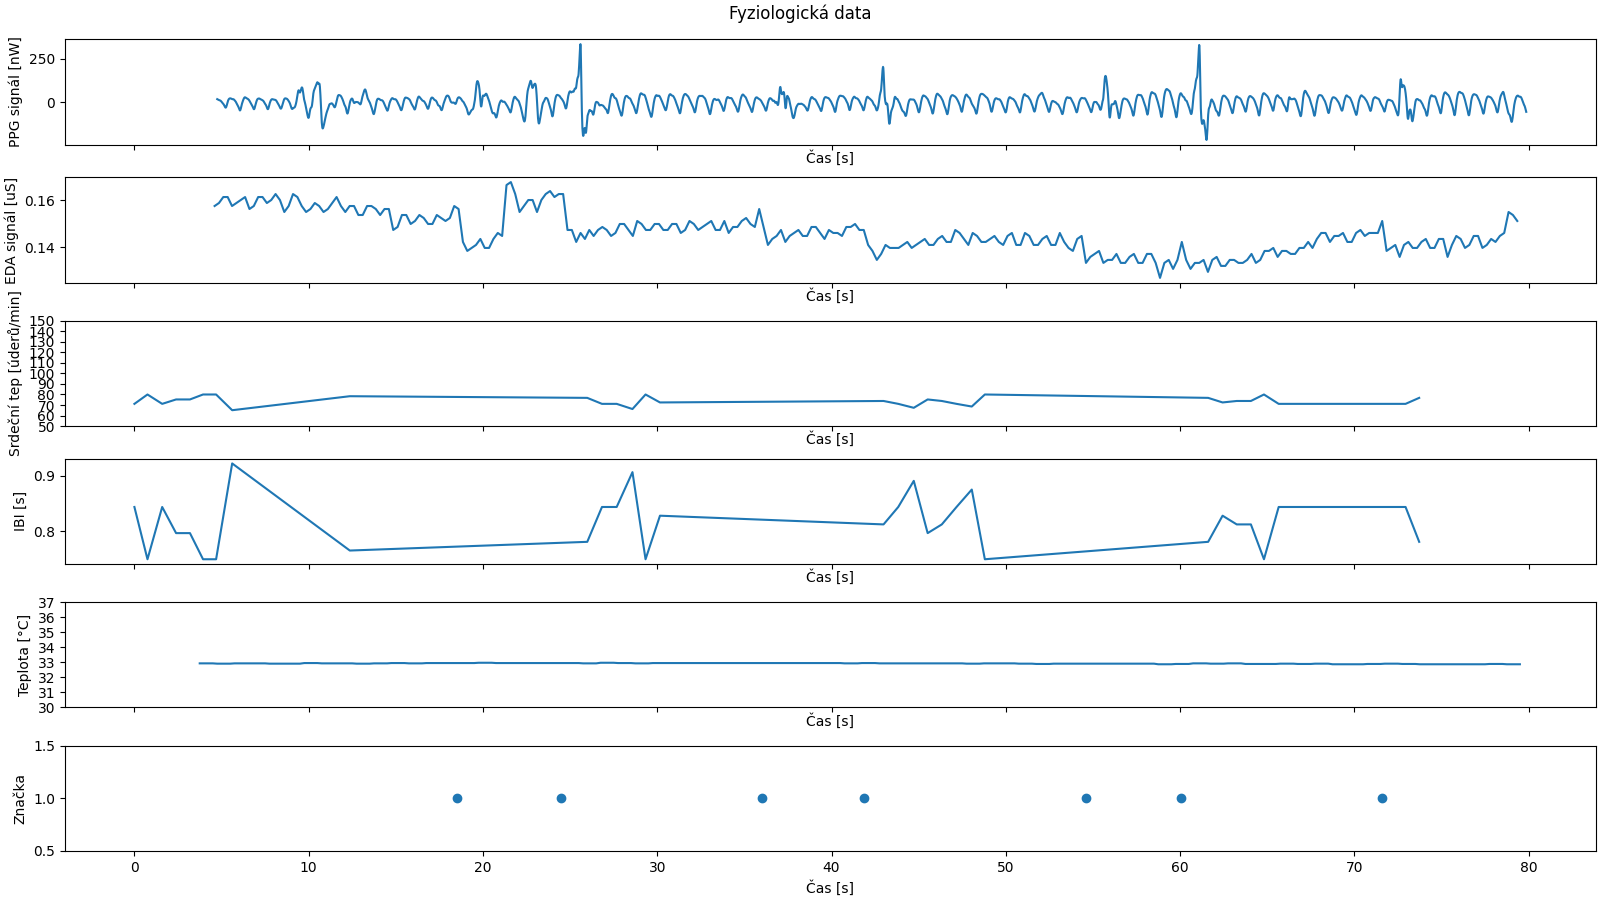 Fyziologická data
PPG signál [nW]
250
0
Čas [s]
EDA signál [uS]
0.16
0.14
Čas [s]
Srdeční tep [úderů/min]
150
140
130
120
110
100
90
80
70
60
50
Čas [s]
IBI [s]
0.9
0.8
Čas [s]
Teplota [°C]
37
36
35
34
33
32
31
30
Čas [s]
Značka
1.5
1.0
0.5
0 10 20 30 40 50 60 70 80
Čas [s]